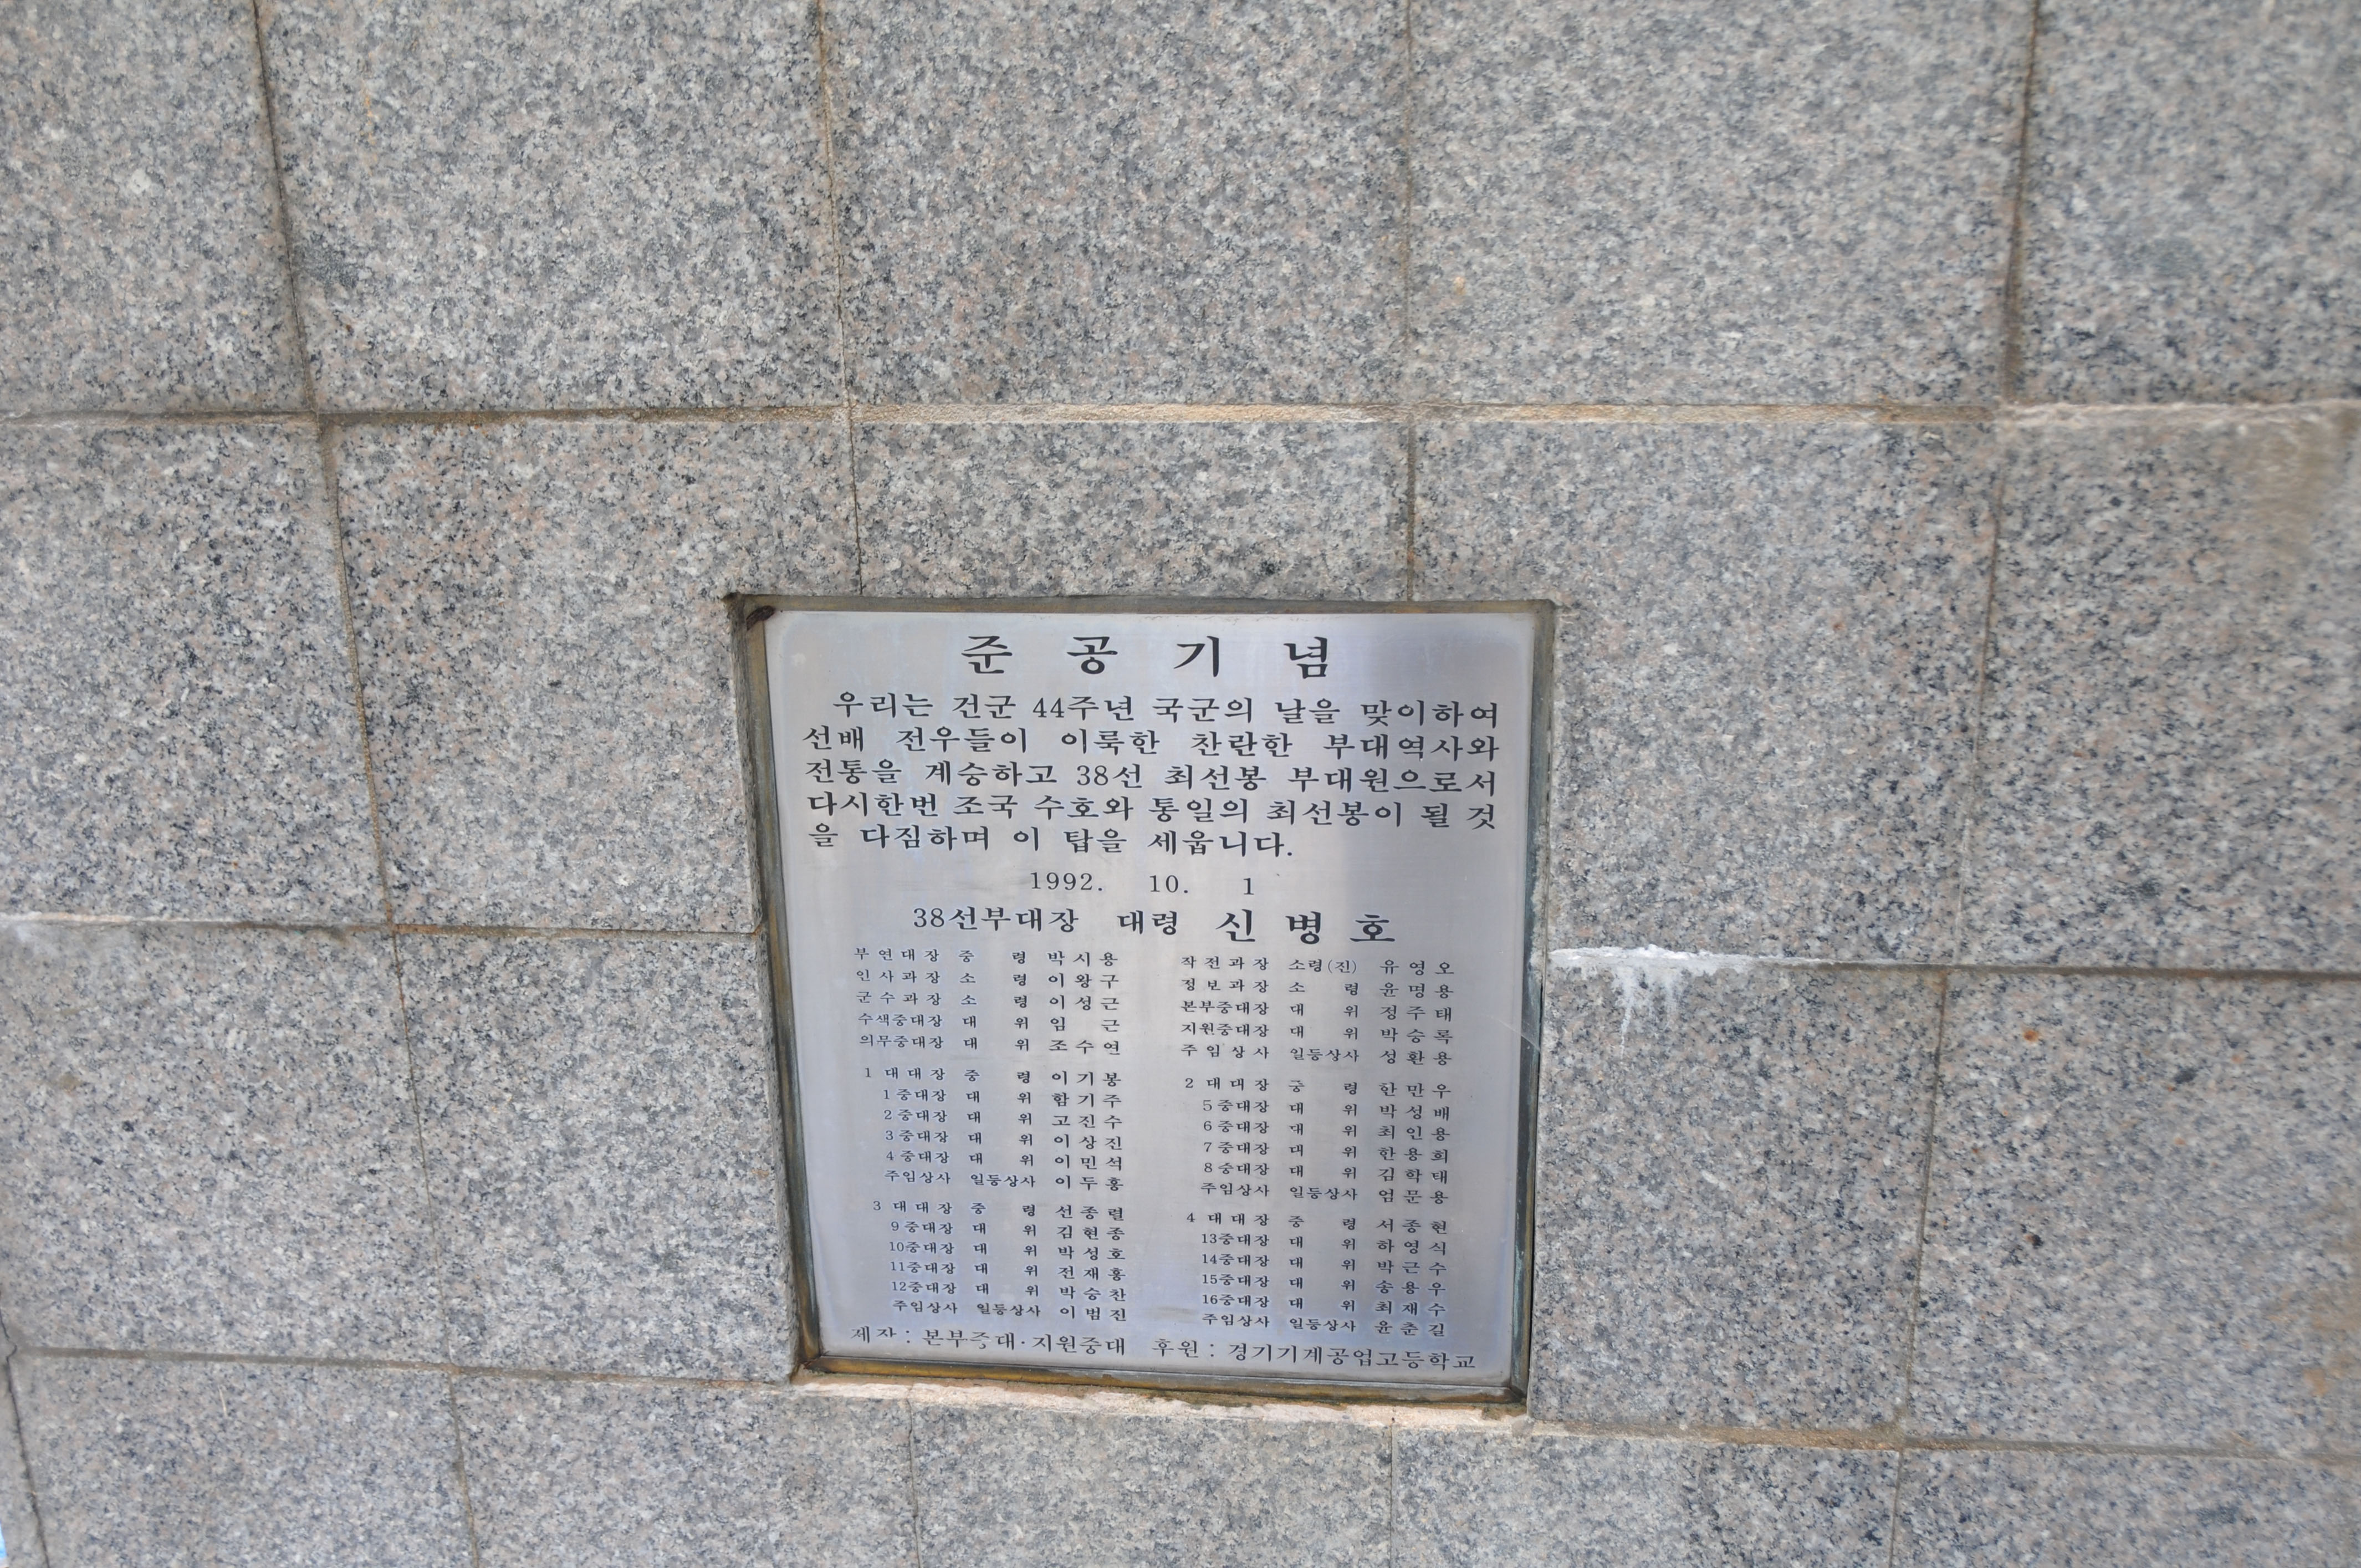 준공기념
우리는 건군 44주년 국군의 날을 맞이하여
선배 전우들이 이룩한 찬란한 부대역사와
전통을 계승하고 38선 최선봉 부대원으로서
다시한번 조국 수호와 통일의 최선봉이 될 것
을 다짐하며 이 탑을 세웁니다.
1992. 10. 1
38선부대장 대령 신병호
부연대장 중령 박시용 작전과장 소령(진) 유영오
인사과장 소령 이왕구 정보과장 소령 윤명용
군수과장 소령 이성근 본부중대장 대위 정주태
수색중대장 대위 임근 지원중대장 대위 박승록
의무중대장 대위 조수연 주임상사 일등상사 성환용
1대대장 중령 이기봉 2대대장 중령 한만우
1중대장 대위 함기주 5중대장 대위 박성배
2중대장 대위 고진수 6중대장 대위 최인용
3중대장 대위 이상진 7중대장 대위 한용희
4중대장 대위 이민석 8중대장 대위 김학태
주임상사 일등상사 이두홍 주임상사 일등상사 엄문용
3대대장 중령 선종렬 4대대장 중령 서종현
9중대장 대위 김현종 13중대장 대위 하영식
10중대장 대위 박성호 14중대장 대위 박근수
11중대장 대위 전재홍 15중대장 대위 송용우
12중대장 대위 박승찬 16중대장 대위 최재수
주임상사 일등상사 이범진 주임상사 일등상사 윤춘길
제작 : 본부중대·지원중대 후원 : 경기기계공업고등학교